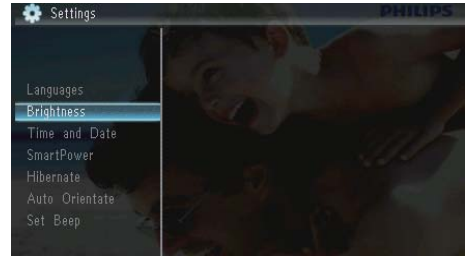 Settings
PHILIPS
Languages
Brightness
Time and Date
SmartPower
Hibernate
Auto Orientate
Set Beep